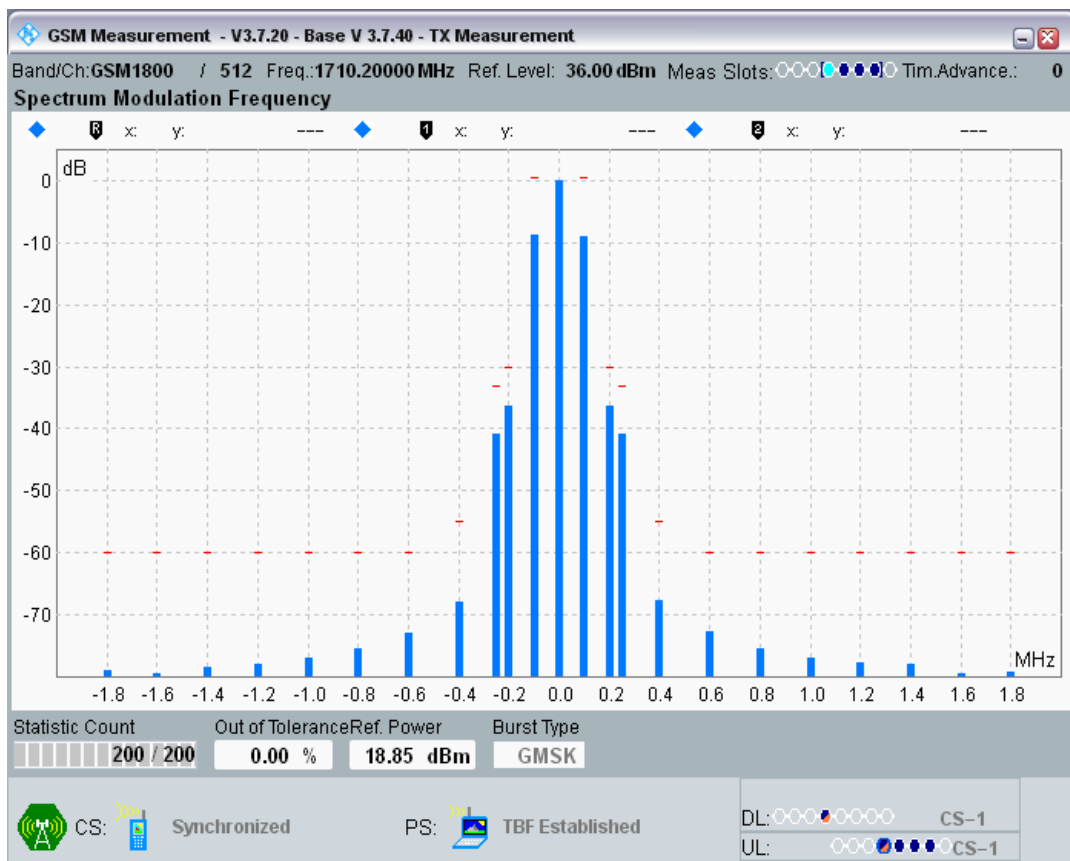 GSM Measurement - V3.7.20 - Base V 3.7.40 - TX Measurement
Band/Ch:GSM1800 / 512 Freq.:1710.20000 MHz Ref. Level: 36.00 dBm Meas Slots: Tim.Advance.: 0
Spectrum Modulation Frequency
R x: y: --- 1 x: y: --- 2 x: y: ---
dB
0
-10
-20
-30
-40
-50
-60
-70
MHz
-1.8 -1.6 -1.4 -1.2 -1.0 -0.8 -0.6 -0.4 -0.2 0.0 0.2 0.4 0.6 0.8 1.0 1.2 1.4 1.6 1.8
Statistic Count Out of Tolerance Ref. Power Burst Type
200 / 200 0.00 % 18.85 dBm GMSK
CS: Synchronized PS: TBF Established
DL: CS-1
UL: CS-1